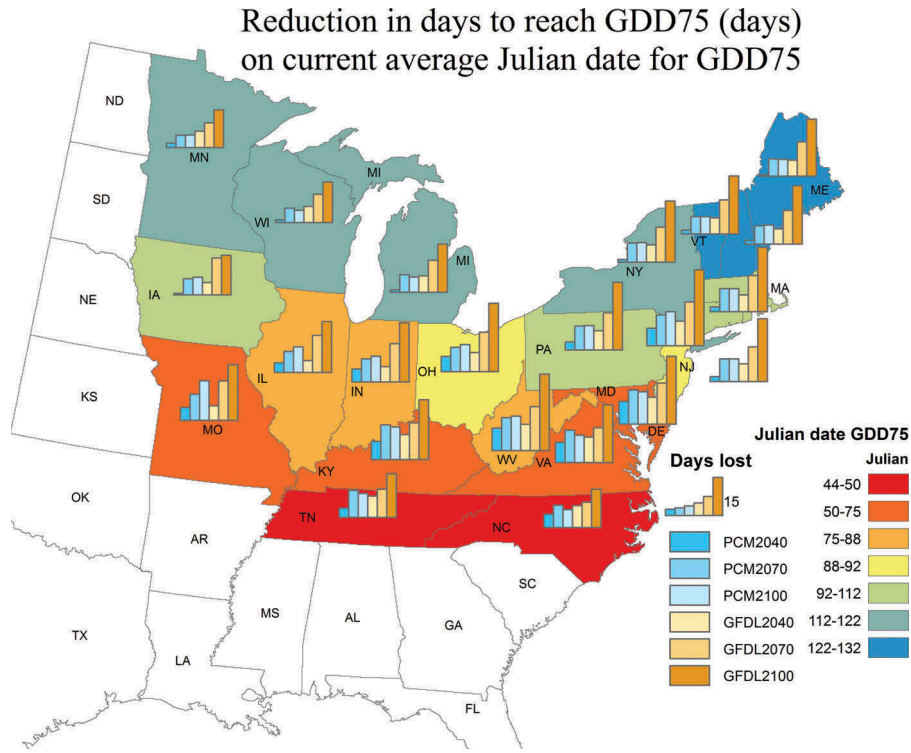 Reduction in days to reach GDD75 (days)
on current average Julian date for GDD75
ND
MN
MI
ME
SD
WI
VT
MI
NY
NE
IA
MA
PA
OH
NJ
IL
IN
KS
MD
MO
DE
KY
WV
VA
TN
NC
OK
AR
SC
MS
AL
GA
TX
LA
FL
Days lost
15
PCM2040
PCM2070
PCM2100
GFDL2040
GFDL2070
GFDL2100
Julian date GDD75
Julian
44-50
50-75
75-88
88-92
92-112
112-122
122-132